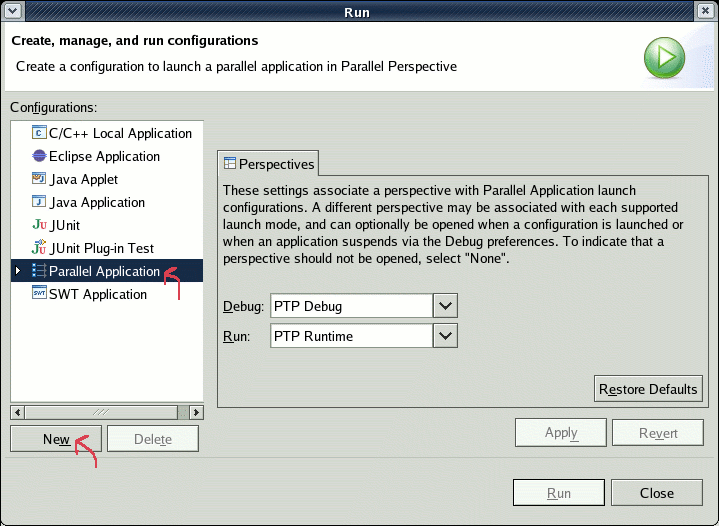 Run
Create, manage, and run configurations
Create a configuration to launch a parallel application in Parallel Perspective
Configurations:
C/C++ Local Application
Eclipse Application
Java Applet
Java Application
JUnit
JUnit Plug-in Test
Parallel Application
SWT Application
New
Delete
Perspectives
These settings associate a perspective with Parallel Application launch
configurations. A different perspective may be associated with each supported
launch mode, and can optionally be opened when a configuration is launched or
when an application suspends via the Debug preferences. To indicate that a
perspective should not be opened, select "None".
Debug: PTP Debug
Run: PTP Runtime
Restore Defaults
Apply
Revert
Run
Close